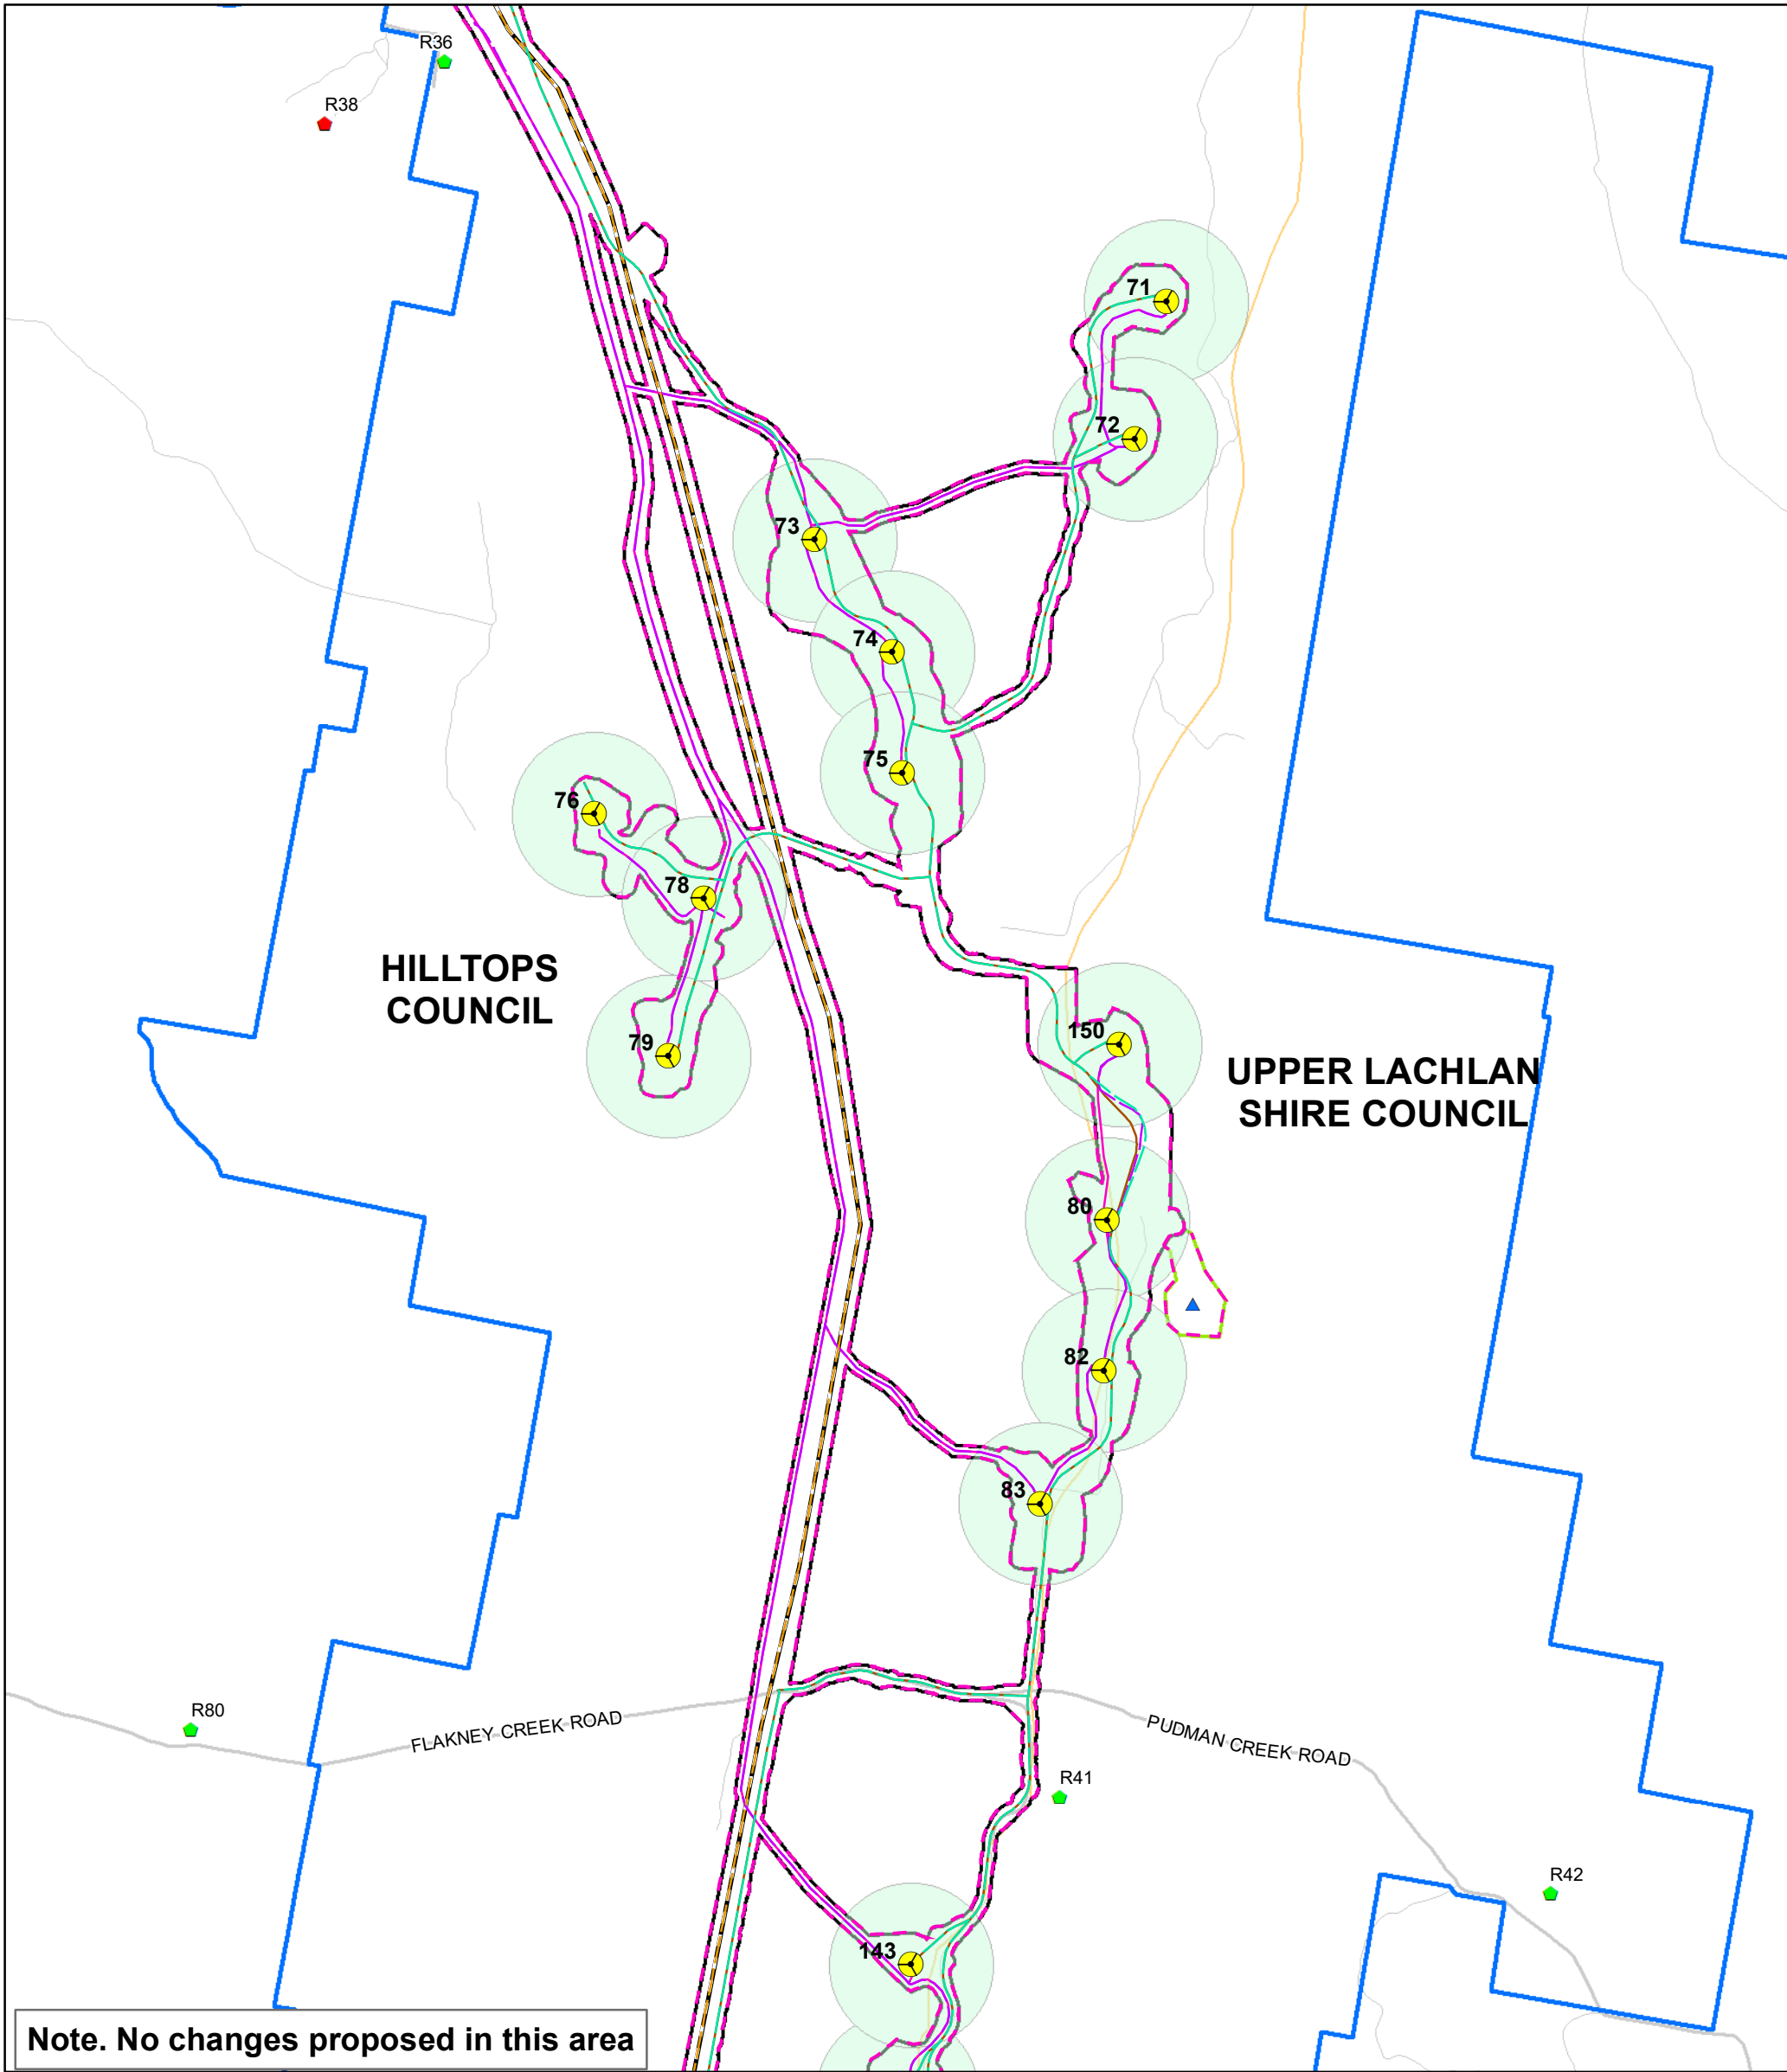 R36
R38
71
72
73
74
75
76
78
HILLTOPS
COUNCIL
79
150
UPPER LACHLAN
SHIRE COUNCIL
80
82
83
R80
FLAKNEY CREEK ROAD
PUDMAN CREEK ROAD
R41
R42
143
Note. No changes proposed in this area